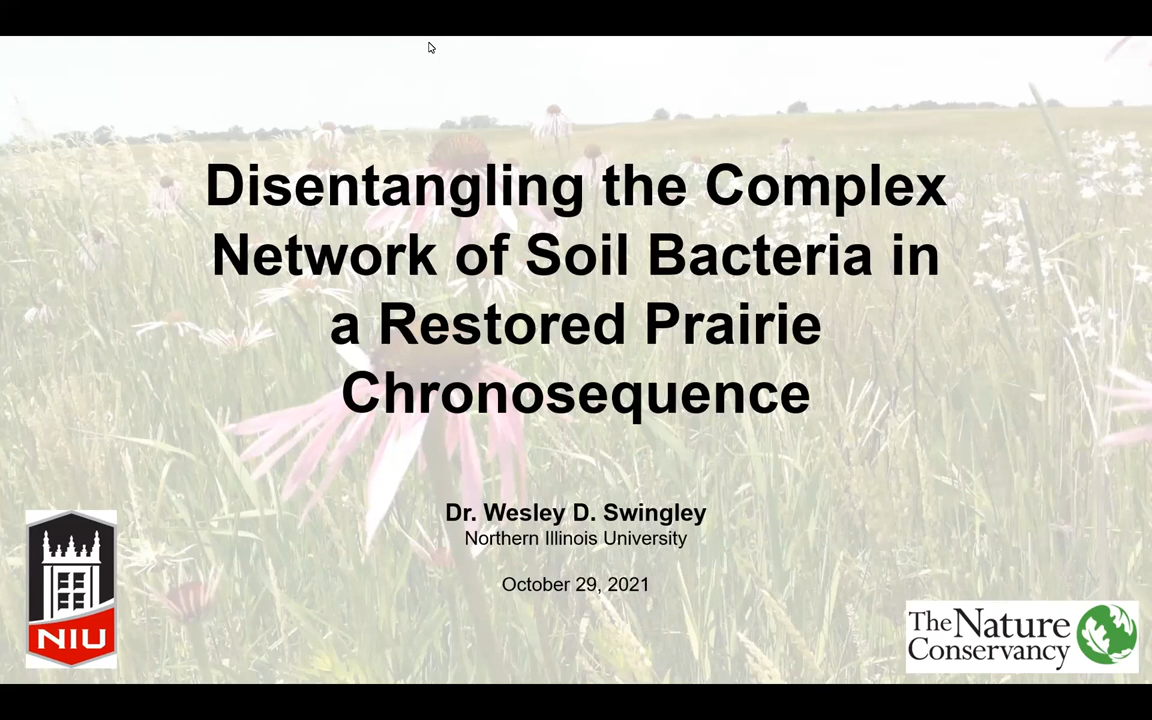 Disentangling the Complex
Network of Soil Bacteria in
a Restored Prairie
Chronosequence
Dr. Wesley D. Swingley
Northern Illinois University
October 29, 2021
NIU
The Nature
Conservancy